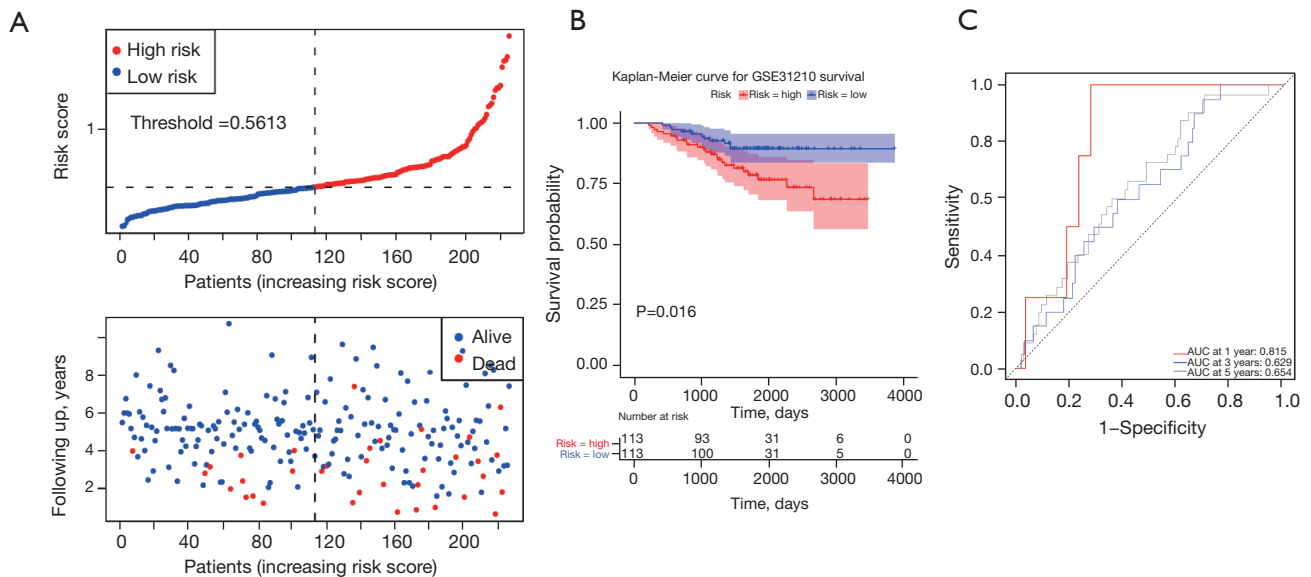 A
High risk
Low risk
Threshold =0.5613
Risk score
1
0 40 80 120 160 200
Patients (increasing risk score)
Alive
Dead
Following up, years
8
6
4
2
0 40 80 120 160 200
Patients (increasing risk score)
B
Kaplan-Meier curve for GSE31210 survival
Risk Risk = high Risk = low
Survival probability
1.00
0.75
0.50
0.25
0.00
P=0.016
0 1000 2000 3000 4000
Time, days
Number at risk
Risk = high 113 93 31 6 0
Risk = low 113 100 31 5 0
0 1000 2000 3000 4000
Time, days
C
Sensitivity
1.0
0.8
0.5
0.4
0.2
0.0
AUC at 1 year: 0.815
AUC at 3 years: 0.629
AUC at 5 years: 0.654
0.0 0.2 0.4 0.6 0.8 1.0
1−Specificity